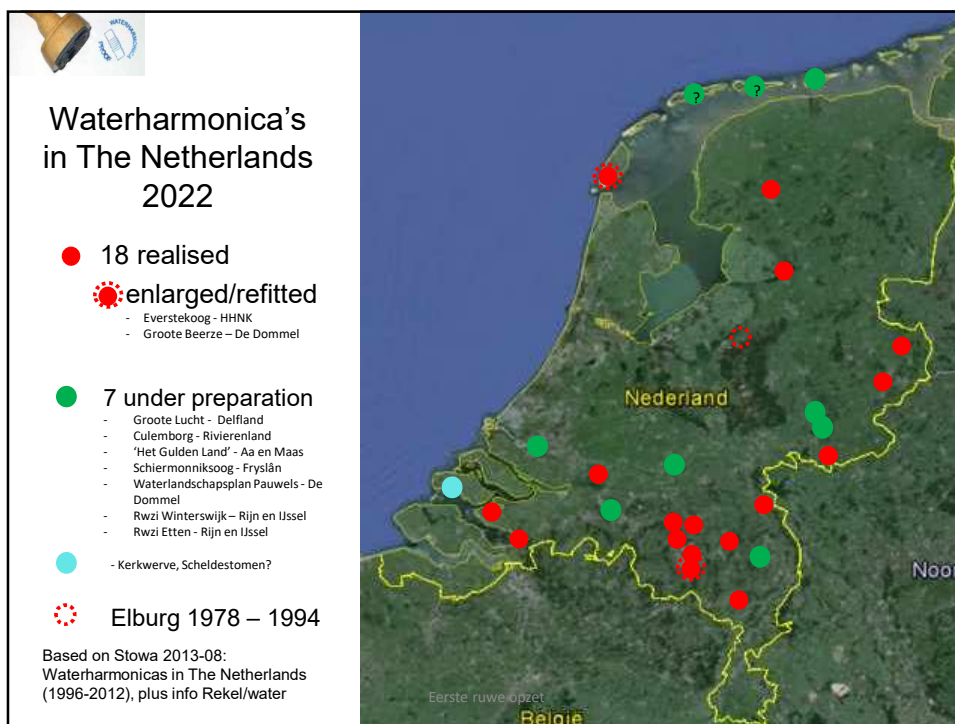 WATERHARMONICA
PROOF
Waterharmonica's
in The Netherlands
2022
18 realised
enlarged/refitted
- Everstekoog - HHNK
- Groote Beerze – De Dommel
7 under preparation
- Groote Lucht - Delfland
- Culemborg - Rivierenland
- ‘Het Gulden Land’ - Aa en Maas
- Schiermonniksoog - Fryslân
- Waterlandschapsplan Pauwels - De
Dommel
- Rwzi Winterswijk – Rijn en IJssel
- Rwzi Etten - Rijn en IJssel
- Kerkwerve, Scheldestomen?
Elburg 1978 – 1994
Based on Stowa 2013-08:
Waterharmonicas in The Netherlands
(1996-2012), plus info Rekel/water
?
?
Nederland
Noor
Eerste ruwe opzet
België